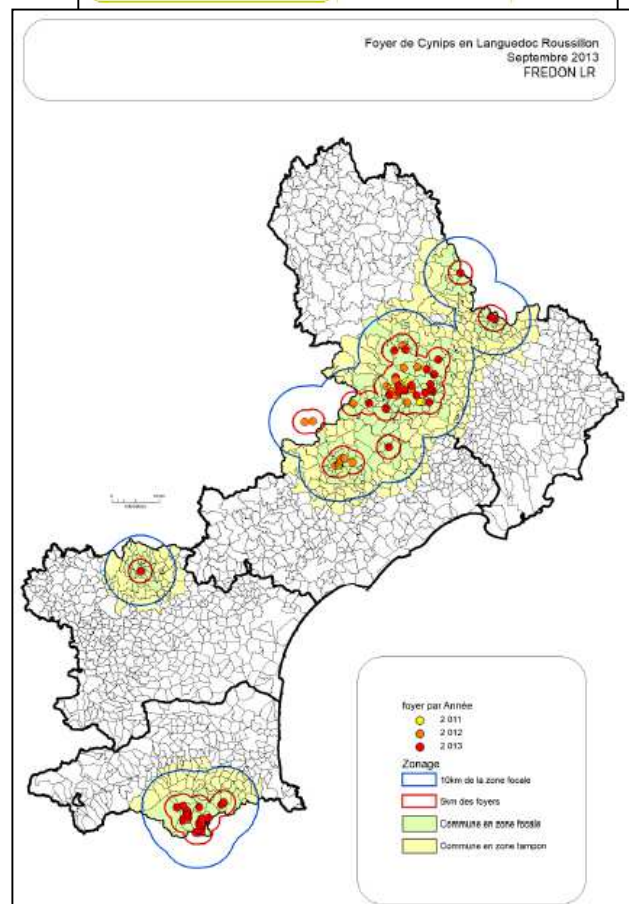 Foyer de Cynips en Languedoc Roussillon
Septembre 2013
FREDON LR
foyer par Année
2 011
2 012
2 013
Zonage
10km de la zone focale
5km des foyers
Commune en zone focale
Commune en zone tampon